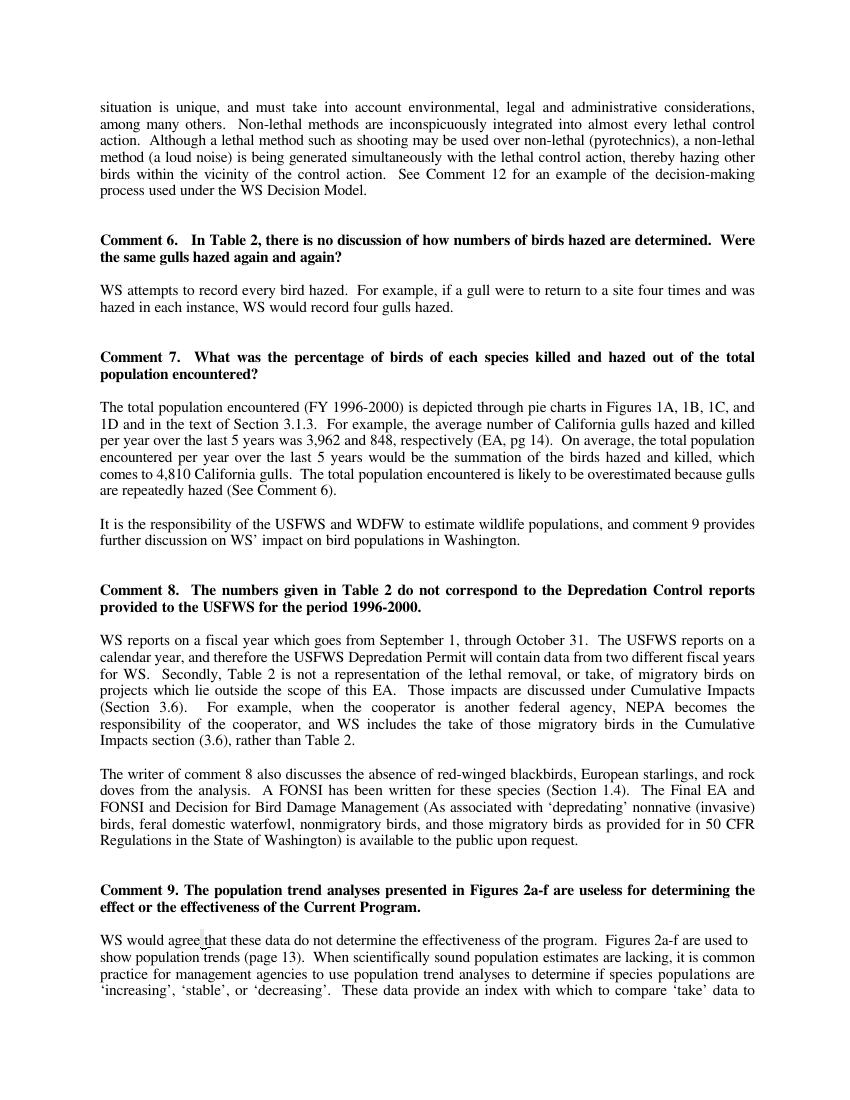 situation is unique, and must take into account environmental, legal and administrative considerations,
among many others. Non-lethal methods are inconspicuously integrated into almost every lethal control
action. Although a lethal method such as shooting may be used over non-lethal (pyrotechnics), a non-lethal
method (a loud noise) is being generated simultaneously with the lethal control action, thereby hazing other
birds within the vicinity of the control action. See Comment 12 for an example of the decision-making
process used under the WS Decision Model.
Comment 6. In Table 2, there is no discussion of how numbers of birds hazed are determined. Were
the same gulls hazed again and again?
WS attempts to record every bird hazed. For example, if a gull were to return to a site four times and was
hazed in each instance, WS would record four gulls hazed.
Comment 7. What was the percentage of birds of each species killed and hazed out of the total
population encountered?
The total population encountered (FY 1996-2000) is depicted through pie charts in Figures 1A, 1B, 1C, and
1D and in the text of Section 3.1.3. For example, the average number of California gulls hazed and killed
per year over the last 5 years was 3,962 and 848, respectively (EA, pg 14). On average, the total population
encountered per year over the last 5 years would be the summation of the birds hazed and killed, which
comes to 4,810 California gulls. The total population encountered is likely to be overestimated because gulls
are repeatedly hazed (See Comment 6).
It is the responsibility of the USFWS and WDFW to estimate wildlife populations, and comment 9 provides
further discussion on WS’ impact on bird populations in Washington.
Comment 8. The numbers given in Table 2 do not correspond to the Depredation Control reports
provided to the USFWS for the period 1996-2000.
WS reports on a fiscal year which goes from September 1, through October 31. The USFWS reports on a
calendar year, and therefore the USFWS Depredation Permit will contain data from two different fiscal years
for WS. Secondly, Table 2 is not a representation of the lethal removal, or take, of migratory birds on
projects which lie outside the scope of this EA. Those impacts are discussed under Cumulative Impacts
(Section 3.6). For example, when the cooperator is another federal agency, NEPA becomes the
responsibility of the cooperator, and WS includes the take of those migratory birds in the Cumulative
Impacts section (3.6), rather than Table 2.
The writer of comment 8 also discusses the absence of red-winged blackbirds, European starlings, and rock
doves from the analysis. A FONSI has been written for these species (Section 1.4). The Final EA and
FONSI and Decision for Bird Damage Management (As associated with ‘depredating’ nonnative (invasive)
birds, feral domestic waterfowl, nonmigratory birds, and those migratory birds as provided for in 50 CFR
Regulations in the State of Washington) is available to the public upon request.
Comment 9. The population trend analyses presented in Figures 2a-f are useless for determining the
effect or the effectiveness of the Current Program.
WS would agree that these data do not determine the effectiveness of the program. Figures 2a-f are used to
show population trends (page 13). When scientifically sound population estimates are lacking, it is common
practice for management agencies to use population trend analyses to determine if species populations are
‘increasing’, ‘stable’, or ‘decreasing’. These data provide an index with which to compare ‘take’ data to